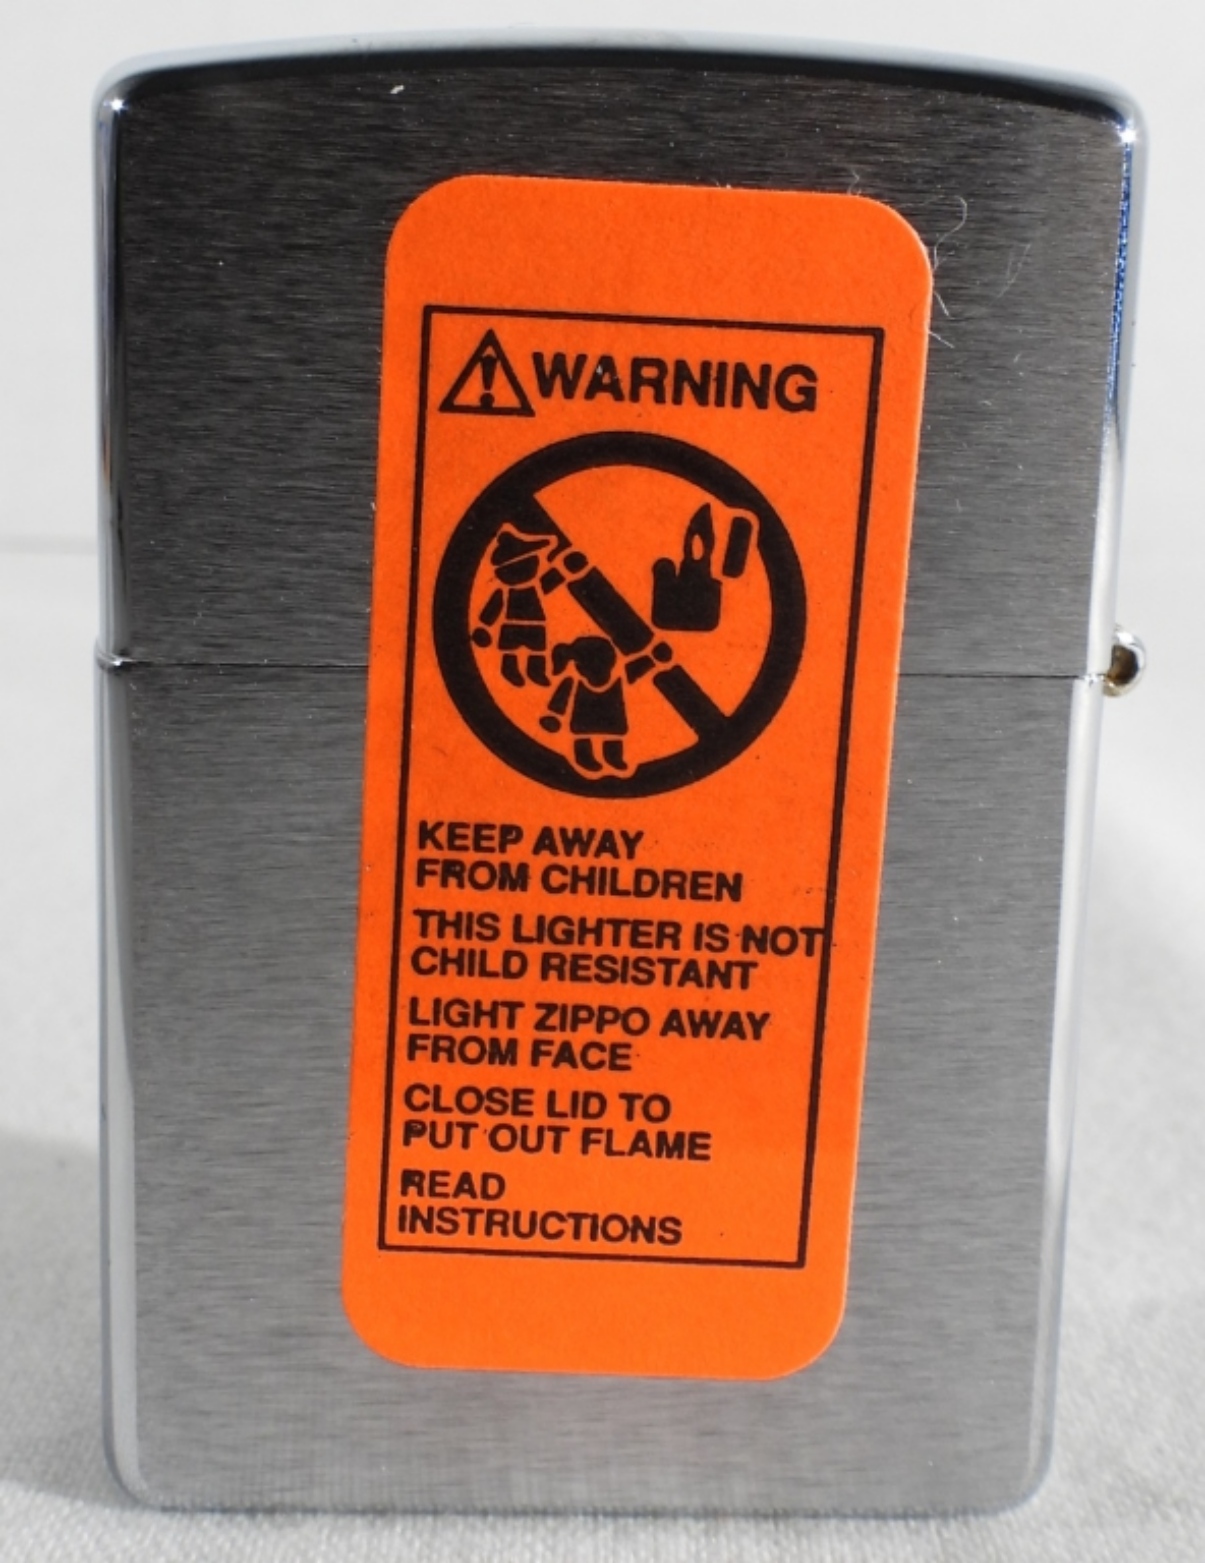 WARNING
KEEP AWAY
FROM CHILDREN
THIS LIGHTER IS NOT
CHILD RESISTANT
LIGHT ZIPPO AWAY
FROM FACE
CLOSE LID TO
PUT OUT FLAME
READ
INSTRUCTIONS